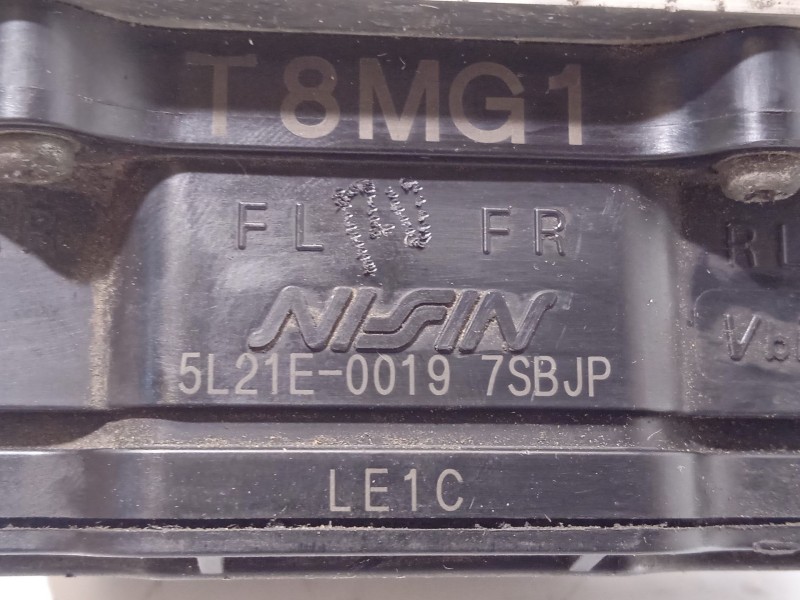 T8MG1
FL FR
NISSIN
5L21E-0019 7SBJP
LE1C